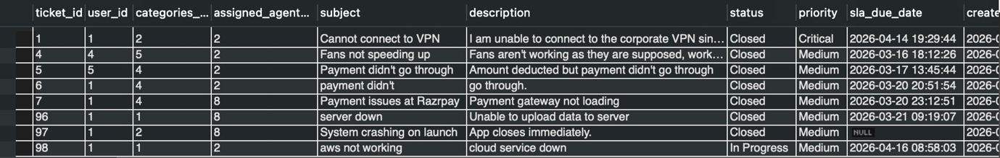 ticket_id user_id categories_... assigned_agent... subject description status priority sla_due_date create
1 1 2 2 Cannot connect to VPN I am unable to connect to the corporate VPN sin... Closed Critical 2026-04-14 19:29:44 2026-0
4 4 5 2 Fans not speeding up Fans aren't working as they are supposed, work... Closed Medium 2026-03-16 18:12:26 2026-0
5 5 4 2 Payment didn't go through Amount deducted but payment didn't go through Closed Medium 2026-03-17 13:45:44 2026-0
6 1 4 2 payment didn't go through. Closed Medium 2026-03-20 20:51:54 2026-0
7 1 4 8 Payment issues at Razrpay Payment gateway not loading Closed Medium 2026-03-20 23:12:51 2026-0
96 1 1 8 server down Unable to upload data to server Closed Medium 2026-03-21 09:19:07 2026-0
97 1 2 8 System crashing on launch App closes immediately. Closed Medium NULL 2026-0
98 1 1 2 aws not working cloud service down In Progress Medium 2026-04-16 08:58:03 2026-0